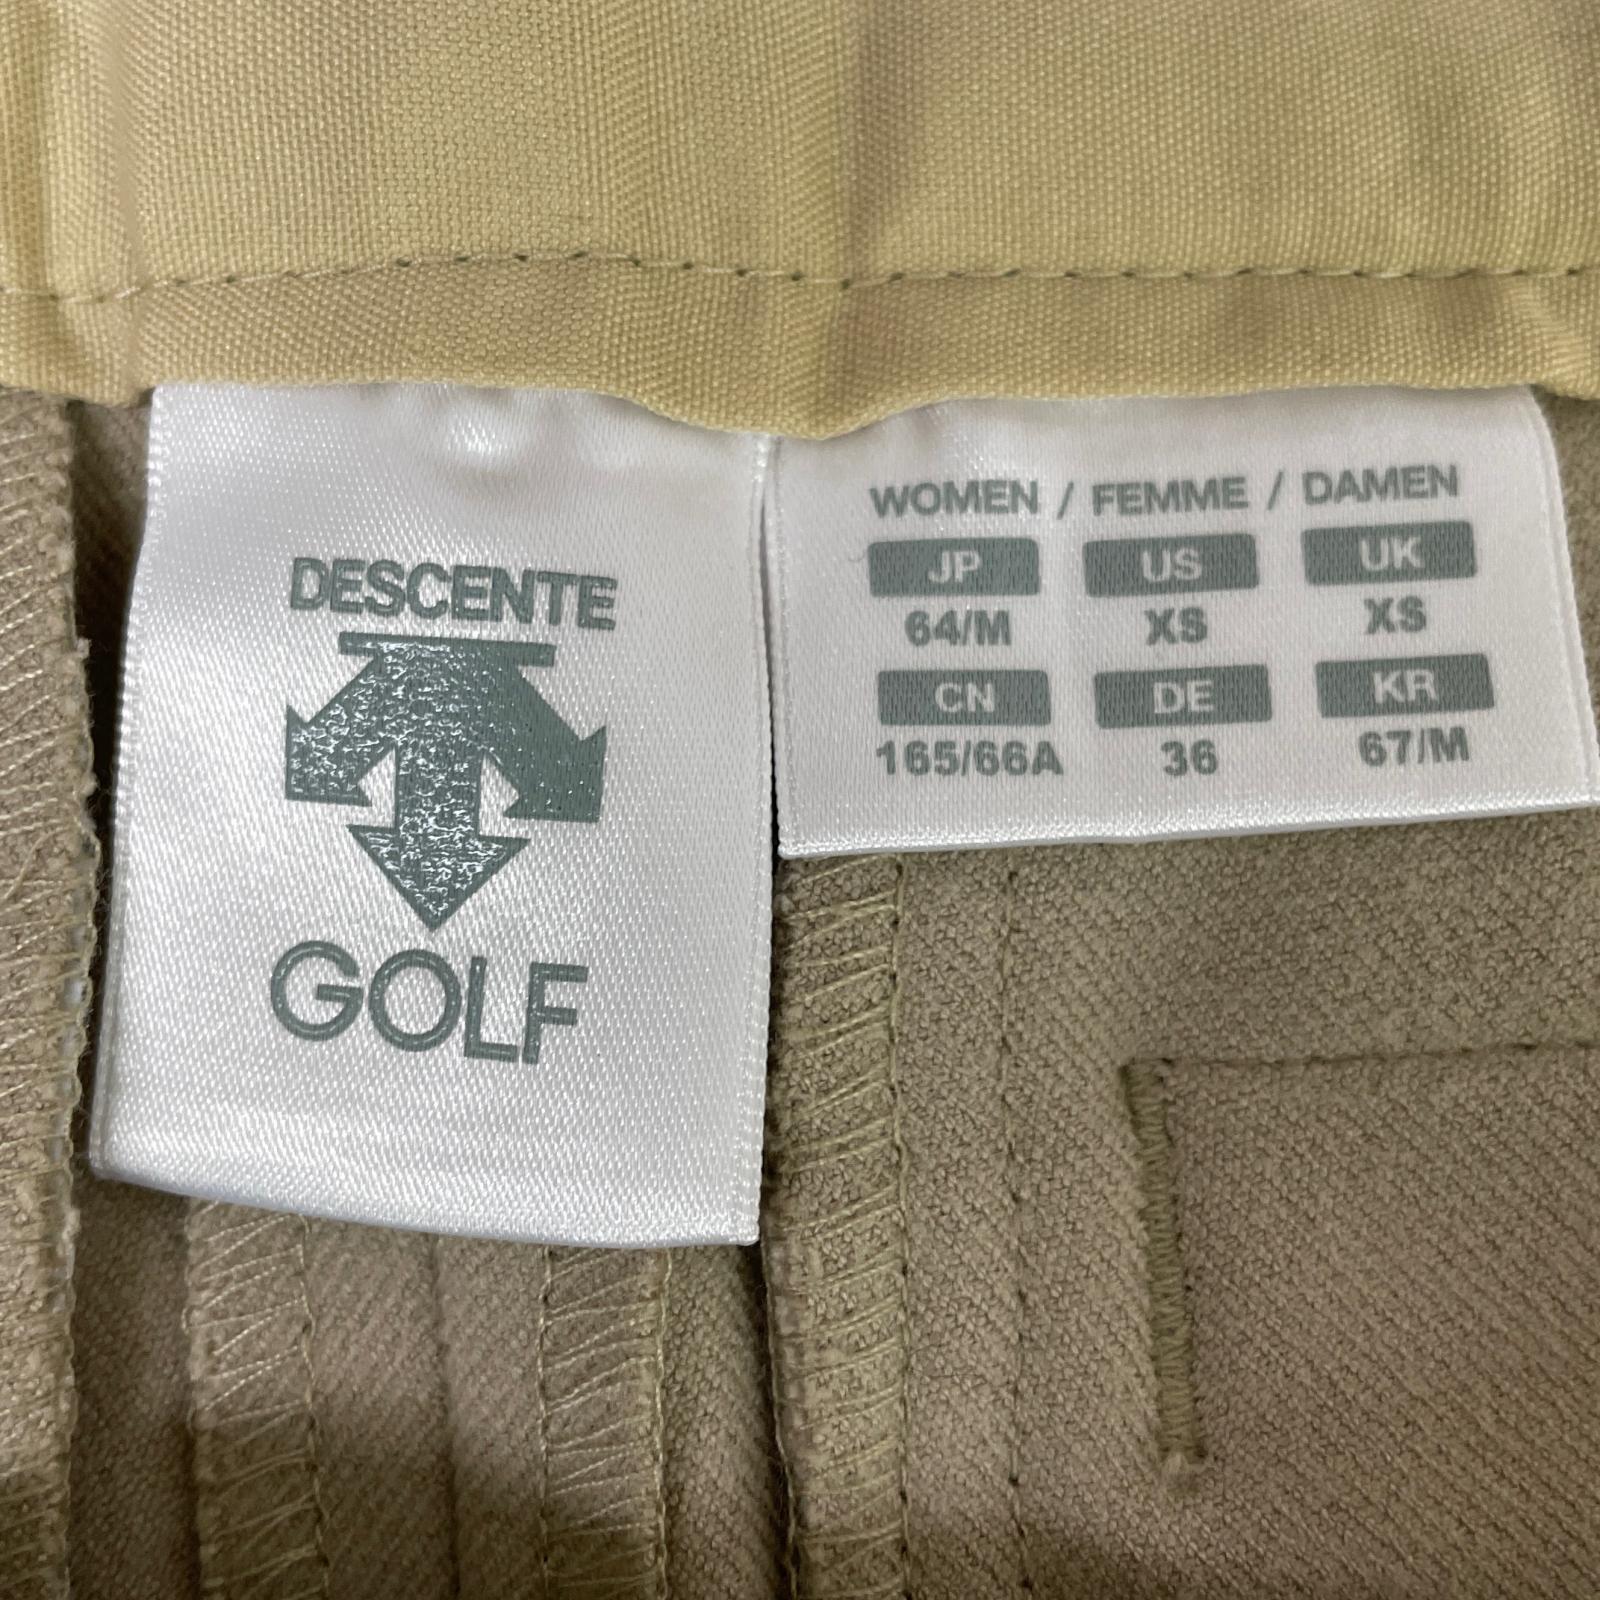 DESCENTE
GOLF
WOMEN / FEMME / DAMEN
JP US UK
64/M XS XS
CN DE KR
165/66A 36 67/M